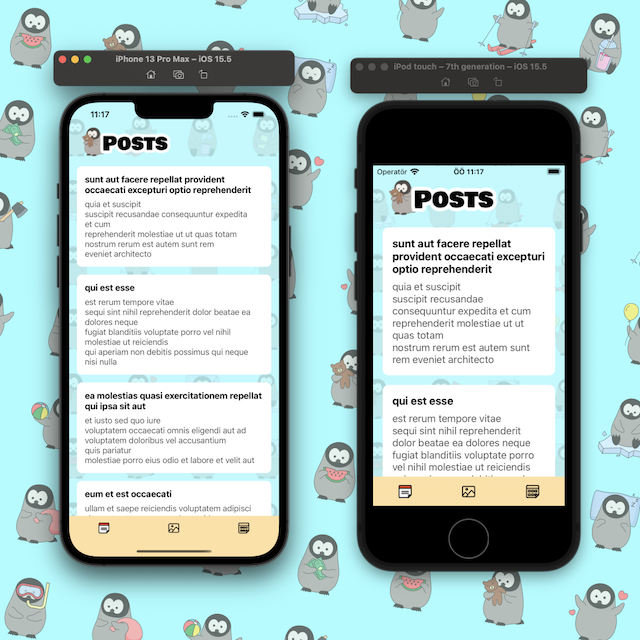 iPhone 13 Pro Max – iOS 15.5
11:17
POSTS
sunt aut facere repellat provident
occaecati excepturi optio reprehenderit
quia et suscipit
suscipit recusandae consequuntur expedita
et cum
reprehenderit molestiae ut ut quas totam
nostrum rerum est autem sunt rem
eveniet architecto
qui est esse
est rerum tempore vitae
sequi sint nihil reprehenderit dolor beatae ea
dolores neque
fugiat blanditiis voluptate porro vel nihil
molestiae ut reiciendis
qui aperiam non debitis possimus qui neque
nisi nulla
ea molestias quasi exercitationem repellat
qui ipsa sit aut
et iusto sed quo iure
voluptatem occaecati omnis eligendi aut ad
voluptatem doloribus vel accusantium
quis pariatur
molestiae porro eius odio et labore et velit aut
eum et est occaecati
ullam et saepe reiciendis voluptatem adipisci
iPod touch – 7th generation – iOS 15.5
Operatör
ÖÖ 11:17
POSTS
sunt aut facere repellat
provident occaecati excepturi
optio reprehenderit
quia et suscipit
suscipit recusandae
consequuntur expedita et cum
reprehenderit molestiae ut ut
quas totam
nostrum rerum est autem sunt
rem eveniet architecto
qui est esse
est rerum tempore vitae
sequi sint nihil reprehenderit
dolor beatae ea dolores neque
fugiat blanditiis voluptate porro
vel nihil molestiae ut reiciendis